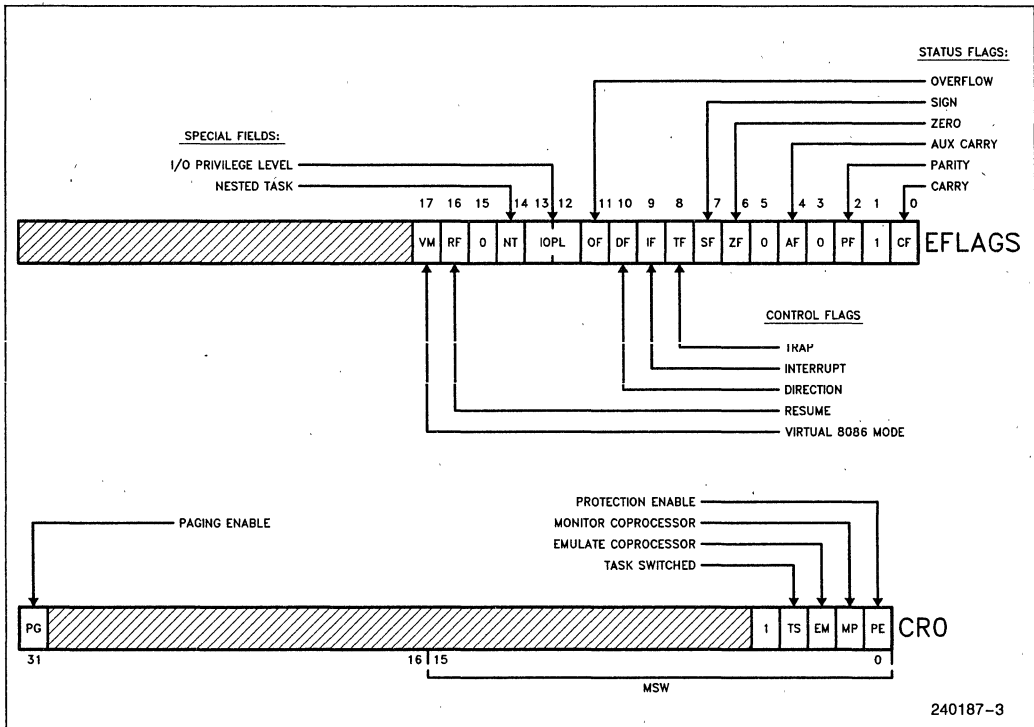 STATUS FLAGS:
OVERFLOW
SIGN
ZERO
AUX CARRY
PARITY
CARRY
SPECIAL FIELDS:
I/O PRIVILEGE LEVEL
NESTED TASK
17 16 15 14 13 12 11 10 9 8 7 6 5 4 3 2 1 0
VM RF 0 NT IOPL OF DF IF TF SF ZF 0 AF 0 PF 1 CF EFLAGS
CONTROL FLAGS
TRAP
INTERRUPT
DIRECTION
RESUME
VIRTUAL 8086 MODE
PAGING ENABLE
PROTECTION ENABLE
MONITOR COPROCESSOR
EMULATE COPROCESSOR
TASK SWITCHED
PG 1 TS EM MP PE CR0
31 16 15 0
MSW
240187-3